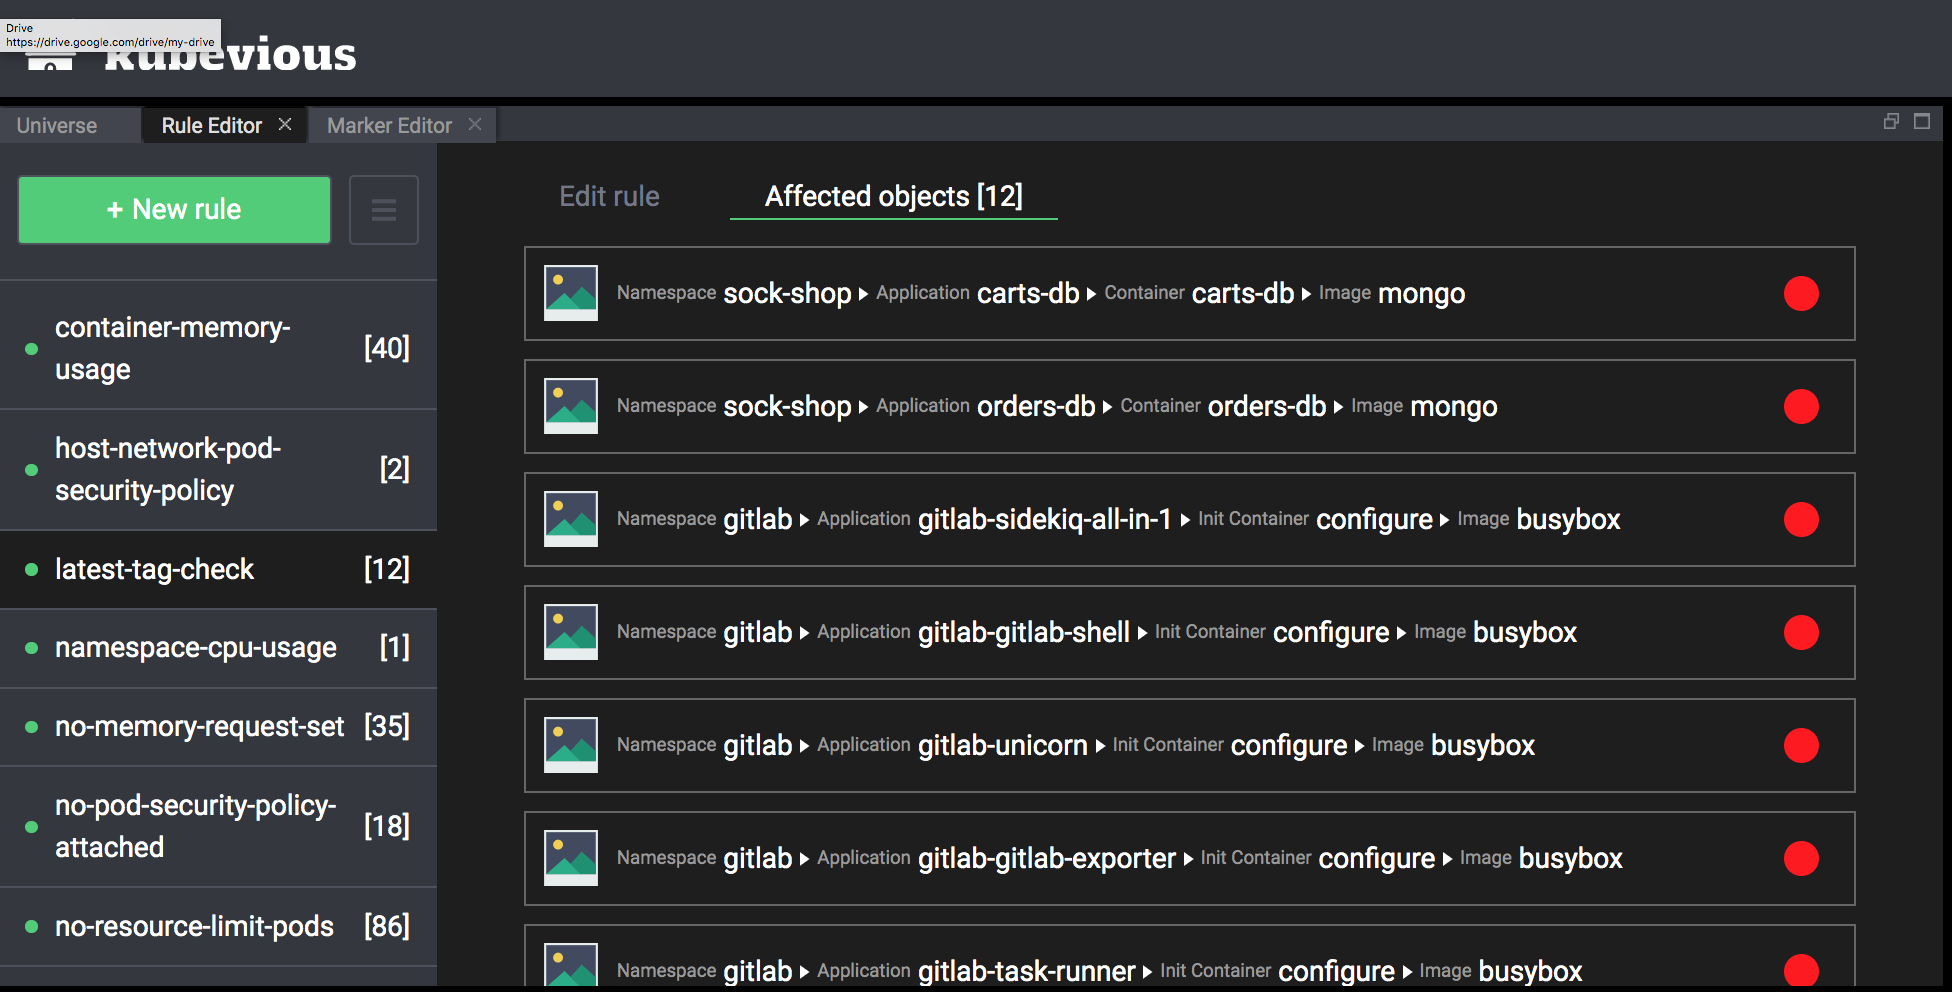 Drive
https://drive.google.com/drive/my-drive
kubevious
Universe
Rule Editor
Marker Editor
+ New rule
Edit rule
Affected objects [12]
container-memory-
usage
[40]
host-network-pod-
security-policy
[2]
latest-tag-check [12]
namespace-cpu-usage [1]
no-memory-request-set [35]
no-pod-security-policy-
attached
[18]
no-resource-limit-pods [86]
Namespace sock-shop Application carts-db Container carts-db Image mongo
Namespace sock-shop Application orders-db Container orders-db Image mongo
Namespace gitlab Application gitlab-sidekiq-all-in-1 Init Container configure Image busybox
Namespace gitlab Application gitlab-gitlab-shell Init Container configure Image busybox
Namespace gitlab Application gitlab-unicorn Init Container configure Image busybox
Namespace gitlab Application gitlab-gitlab-exporter Init Container configure Image busybox
Namespace gitlab Application gitlab-task-runner Init Container configure Image busybox